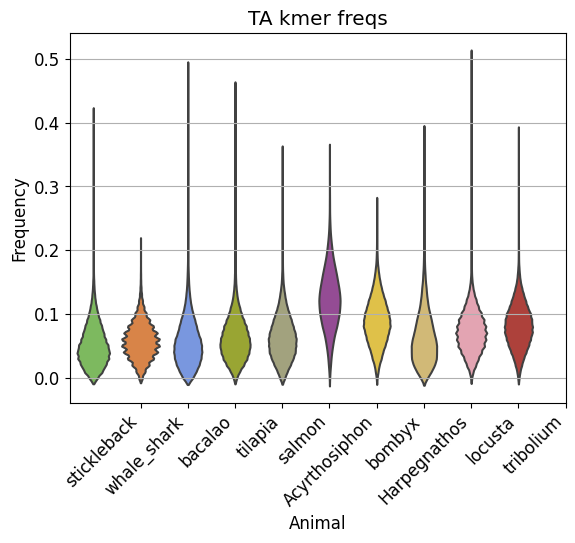 TA kmer freqs
0.5
0.4
0.3
0.2
0.1
0.0
Frequency
stickleback
whale_shark
bacalao
tilapia
salmon
Acyrthosiphon
bombyx
Harpegnathos
locusta
tribolium
Animal